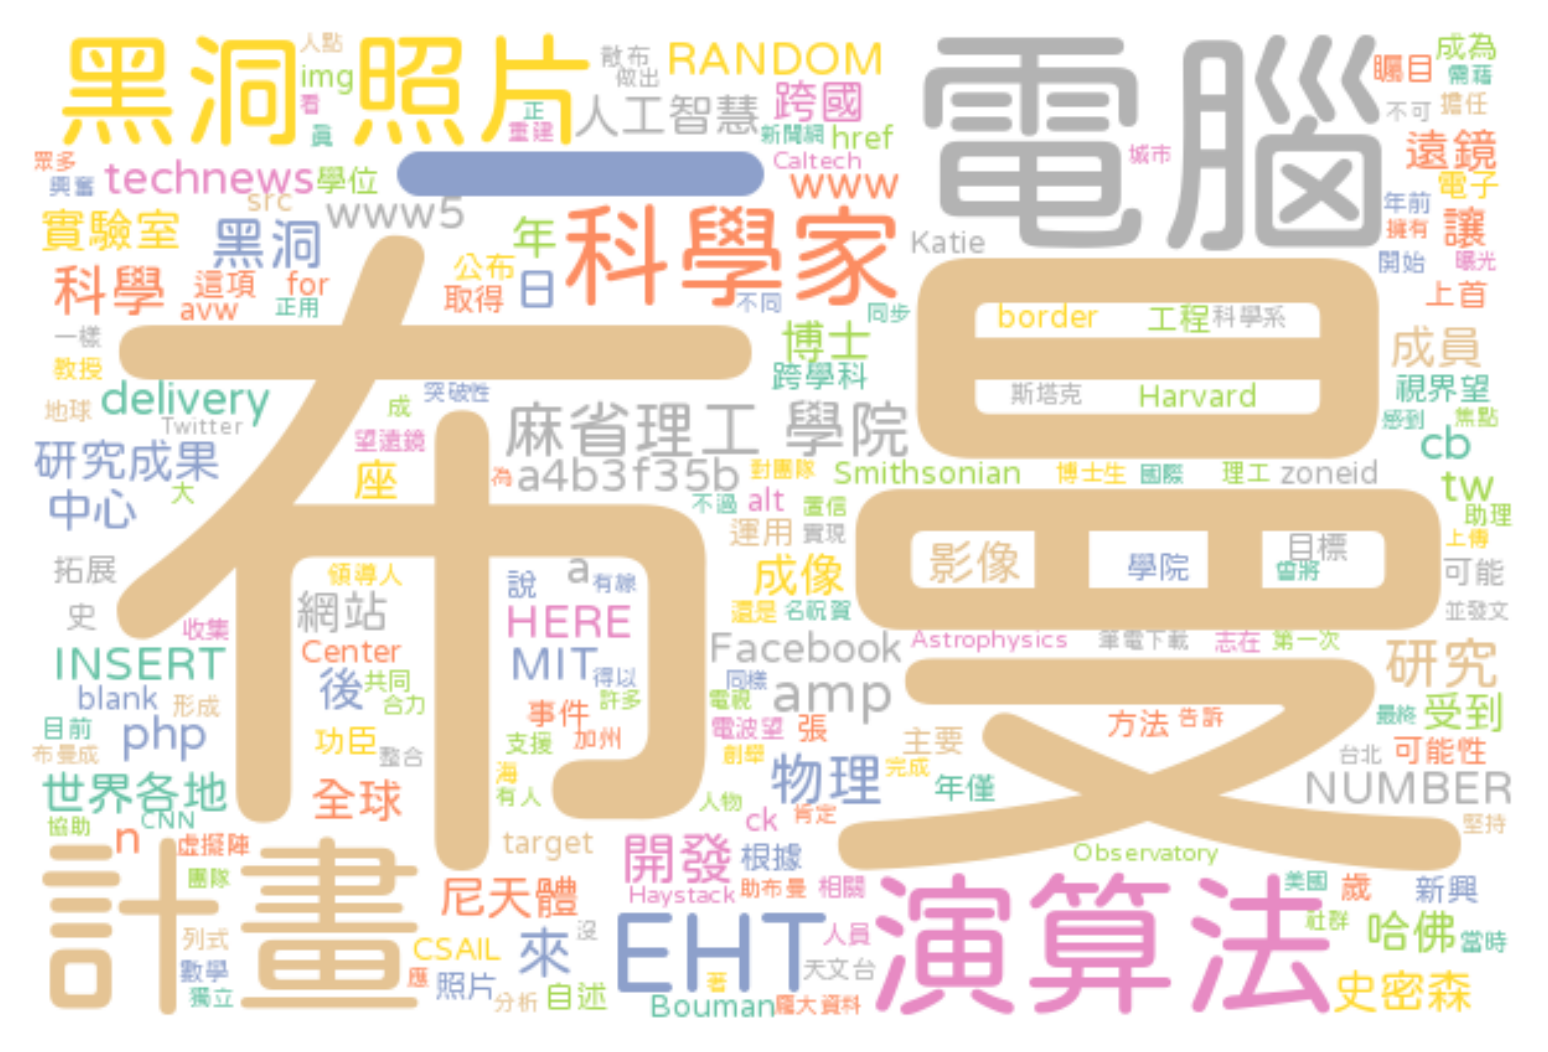 黑洞照片
人點
img
看
員
散布
做出
RANDOM
人工智慧
正
重建
跨國
新聞網
href
電腦
矚目
成為
需藉
不可
擔任
城市
遠鏡
電子
眾多
興奮
technews
學位
一
Caltech
www
src
www5
實驗室
黑洞
年
科學家
Katie
年前
擁有
讓
科學
這項
for
avw
正用
公布
取得
日
不同
同步
開始
曝光
上首
一樣
教授
地球
delivery
Twitter
布曼
突破性
成
望遠鏡
博士
跨學科
border
工程
科學系
斯塔克
Harvard
成員
視界望
感到
焦點
cb
麻省理工 學院
研究成果
中心
大
座
為
a4b3f35b
對團隊
Smithsonian
博士生
國際
理工
zoneid
不過
alt
置信
tw
助理
上傳
運用
實現
拓展
史
收集
領導人
網站
說
a
有線
成像
影像
學院
目標
曾將
可能
並發文
還是
名祝賀
HERE
INSERT
Center
MIT
得以
Facebook
Astrophysics
筆電下載
志在
第一次
研究
blank
形成
後
共同
合力
同樣
amp
許多
電視
目前
布曼成
php
功臣
整合
事件
支援
加州
電波望
張
創舉
主要
方法
告訴
最終
受到
台北
可能性
世界各地
協助
CNN
全球
海
有人
物理
完成
年僅
NUMBER
人物
ck
肯定
堅持
n
虛擬陣
target
開發
根據
Observatory
計畫
團隊
尼天體
Haystack
助布曼
相關
演算法
美國
歲
新興
列式
數學
獨立
CSAIL
應
照片
來
沒
分析
自述
EHT
著
人員
天文台
Bouman
龐大資料
社群
哈佛
當時
史密森